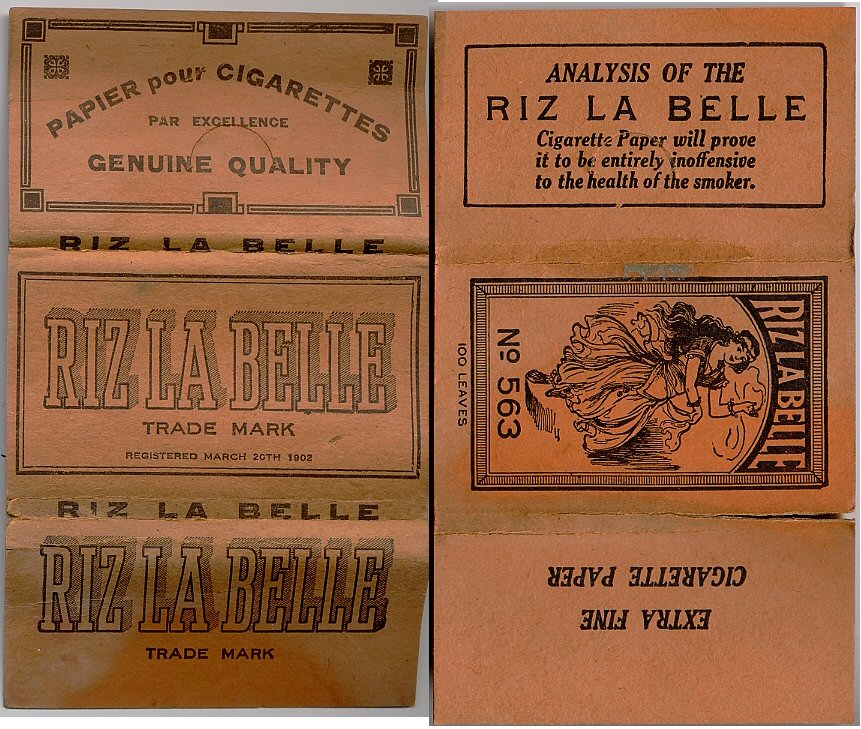 PAPIER pour CIGARETTES
PAR EXCELLENCE
GENUINE QUALITY
RIZ LA BELLE
RIZ LA BELLE
TRADE MARK
REGISTERED MARCH 20TH 1902
RIZ LA BELLE
RIZ LA BELLE
TRADE MARK
ANALYSIS OF THE
RIZ LA BELLE
Cigarette Paper will prove
it to be entirely inoffensive
to the health of the smoker.
RIZ LA BELLE
No 563
100 LEAVES
EXTRA FINE
CIGARETTE PAPER